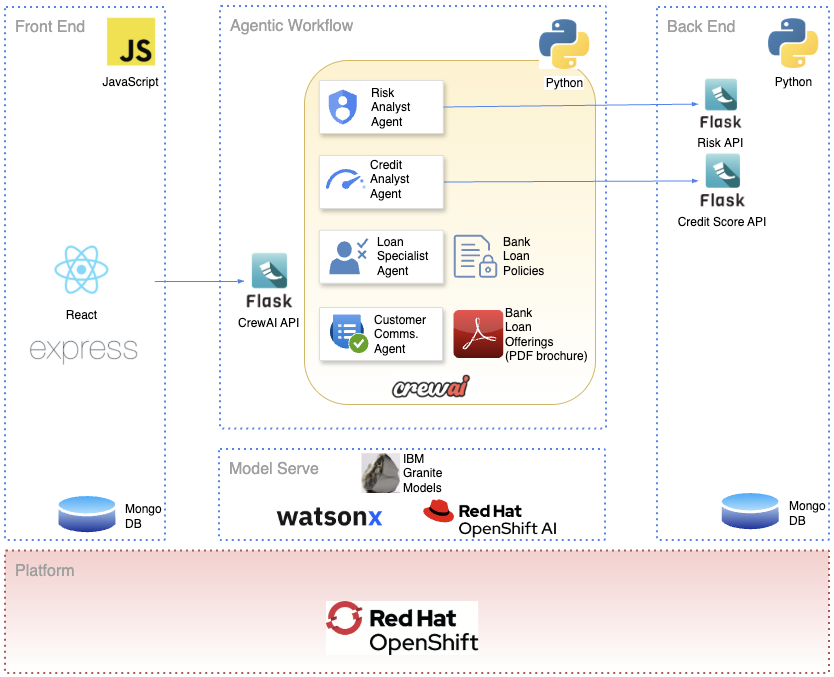 Front End
JS
JavaScript
React
express
Mongo
DB
Agentic Workflow
Python
Risk
Analyst
Agent
Credit
Analyst
Agent
Loan
Specialist
Agent
Bank
Loan
Policies
Customer
Comms.
Agent
Bank
Loan
Offerings
(PDF brochure)
crewai
Flask
CrewAI API
Back End
Python
Flask
Risk API
Flask
Credit Score API
Mongo
DB
Model Serve
IBM
Granite
Models
watsonx
Red Hat
OpenShift AI
Platform
Red Hat
OpenShift